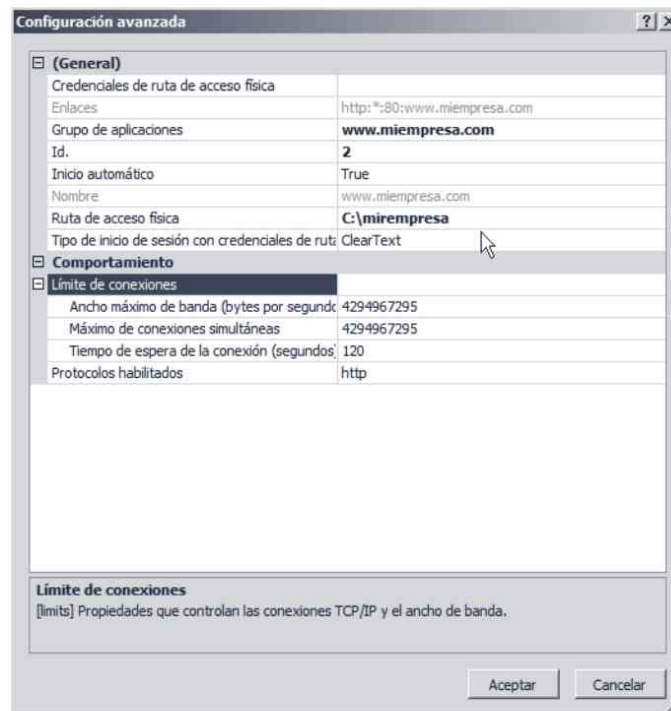 Configuración avanzada
(General)
Credenciales de ruta de acceso física
Enlaces http:*:80:www.miempresa.com
Grupo de aplicaciones www.miempresa.com
Id. 2
Inicio automático True
Nombre www.miempresa.com
Ruta de acceso física C:\mirempresa
Tipo de inicio de sesión con credenciales de ruta ClearText
Comportamiento
Límite de conexiones
Ancho máximo de banda (bytes por segundo 4294967295
Máximo de conexiones simultáneas 4294967295
Tiempo de espera de la conexión (segundos) 120
Protocolos habilitados http
Límite de conexiones
[limits] Propiedades que controlan las conexiones TCP/IP y el ancho de banda.
Aceptar Cancelar